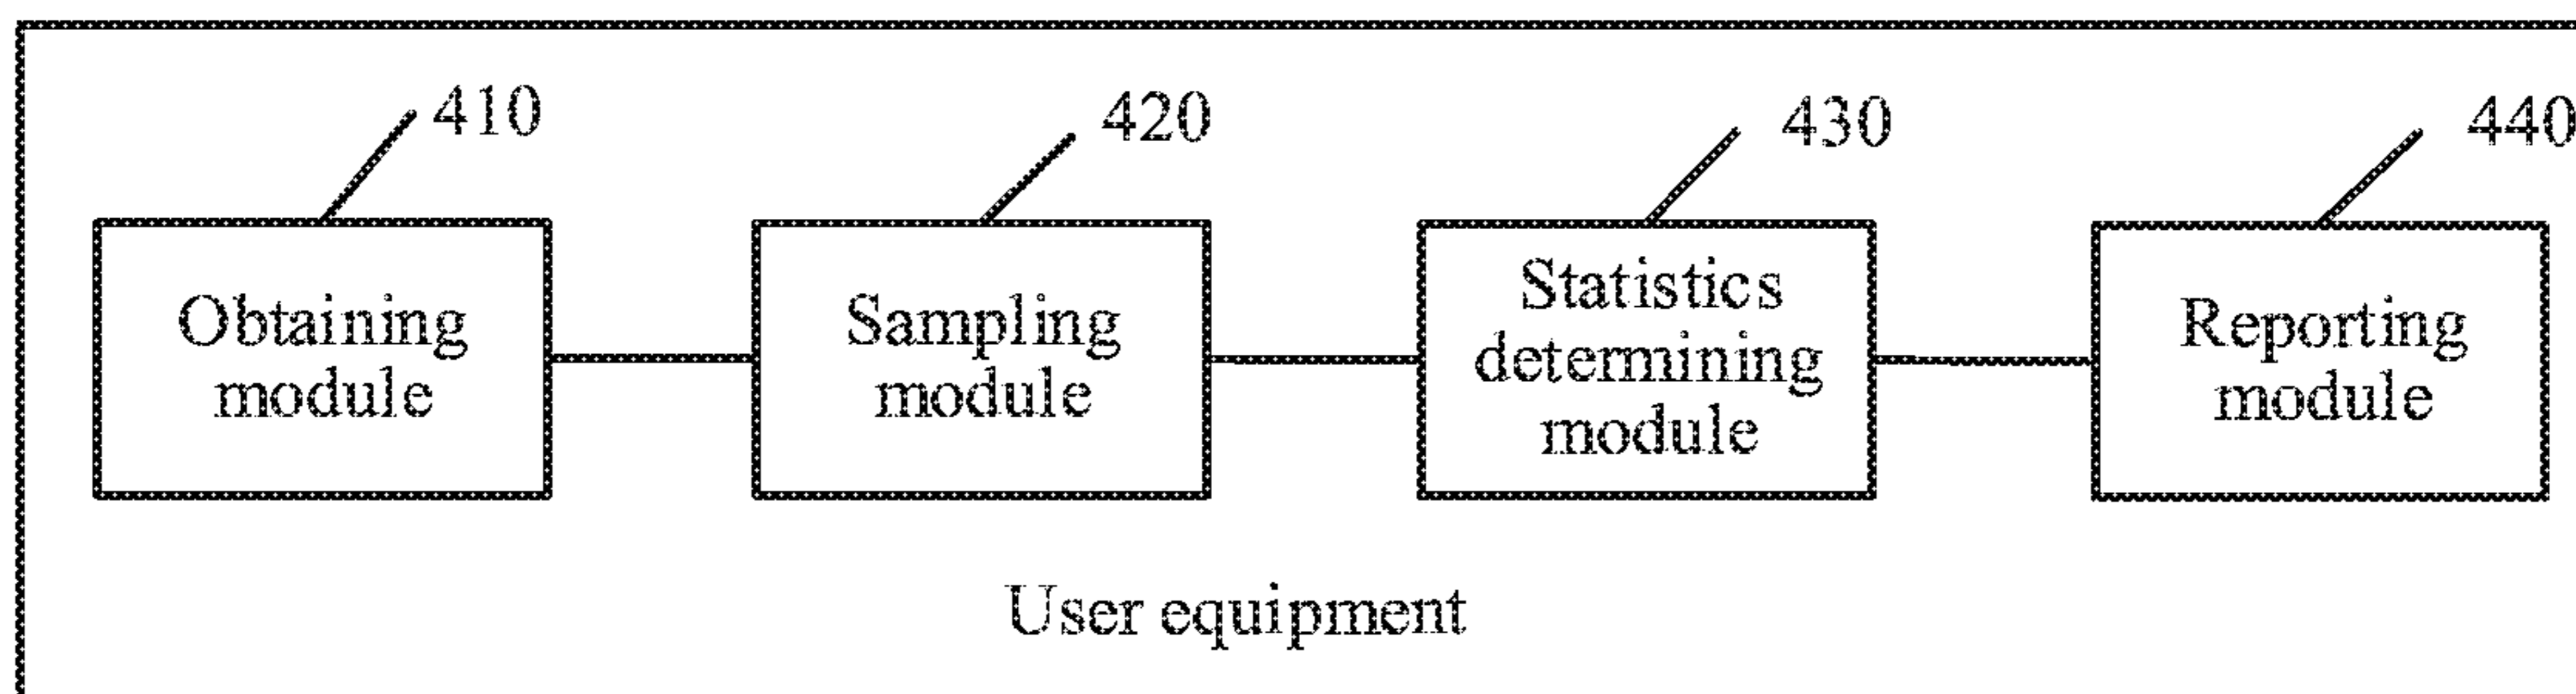 410
420
430
440
Obtaining
module
Sampling
module
Statistics
determining
module
Reporting
module
User equipment